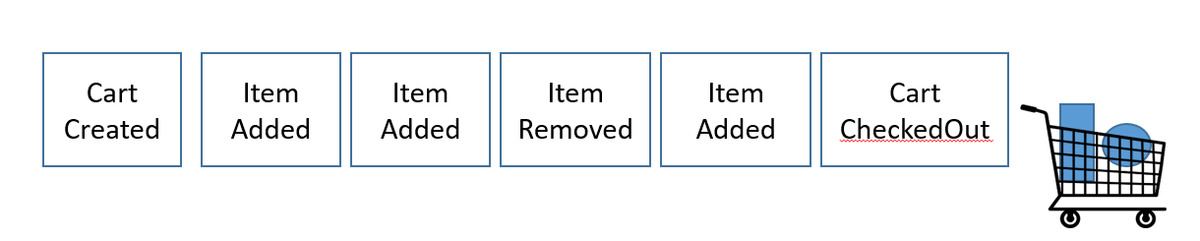 Cart
Created
Item
Added
Item
Added
Item
Removed
Item
Added
Cart
CheckedOut